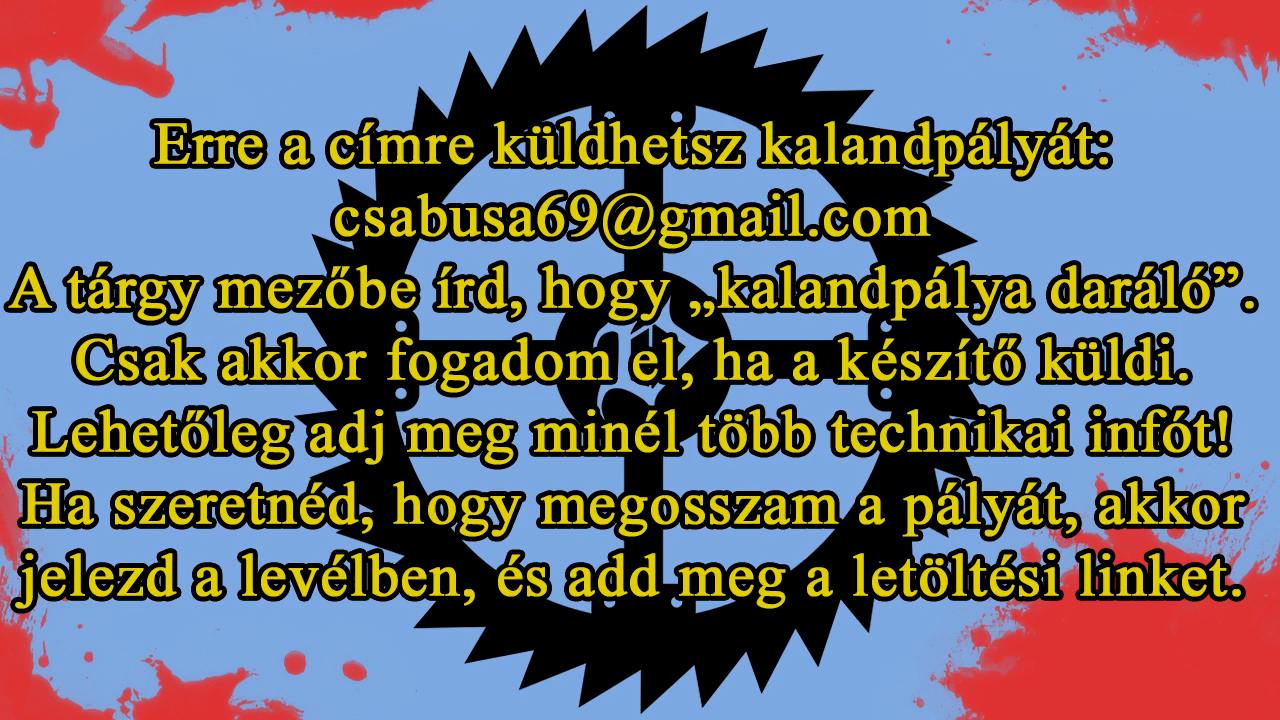 Erre a címre küldhetsz kalandpályát:
csabusa69@gmail.com
A tárgy mezőbe írd, hogy „kalandpálya daráló”.
Csak akkor fogadom el, ha a készítő küldi.
Lehetőleg adj meg minél több technikai infót!
Ha szeretnéd, hogy megosszam a pályát, akkor
jelezd a levélben, és add meg a letöltési linket.